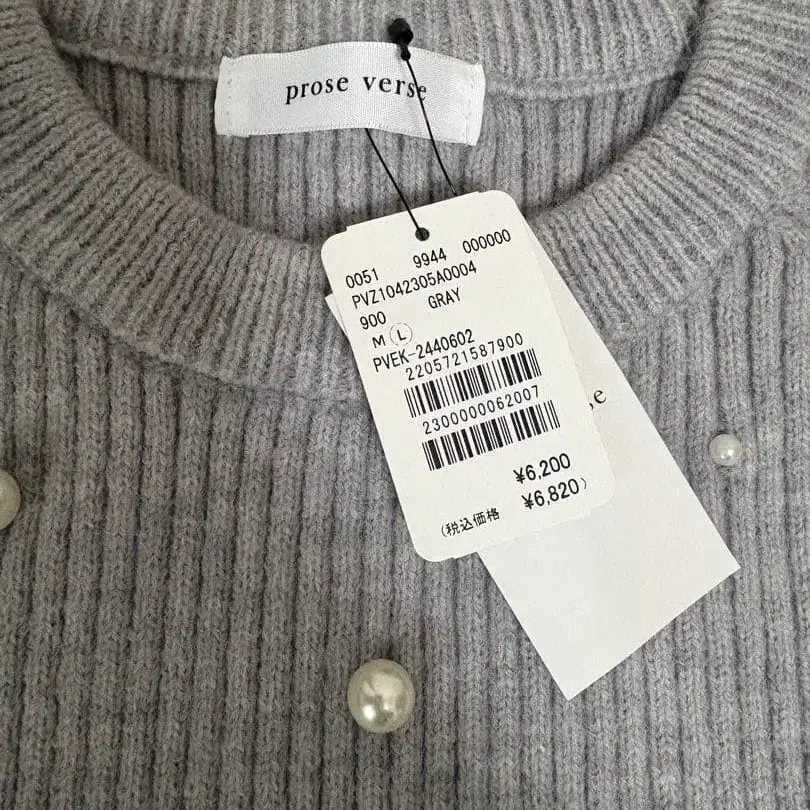 prose verse
0051 9944 000000
PVZ1042305A0004
900 GRAY
M L
PVEK-2440602
2205721587900
2300000062007
¥6,200
(税込価格 ¥6,820)
se